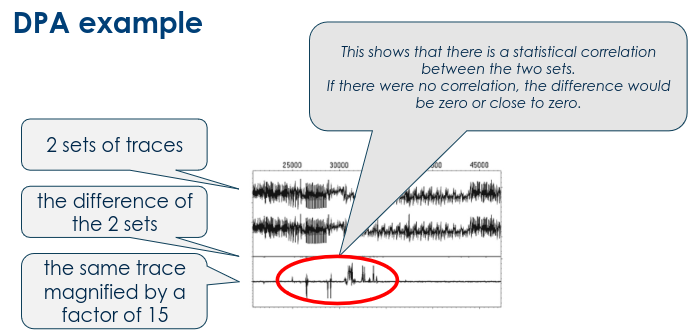 DPA example
This shows that there is a statistical correlation
between the two sets.
If there were no correlation, the difference would
be zero or close to zero.
2 sets of traces
the difference of
the 2 sets
the same trace
magnified by a
factor of 15
25000 30000 45000